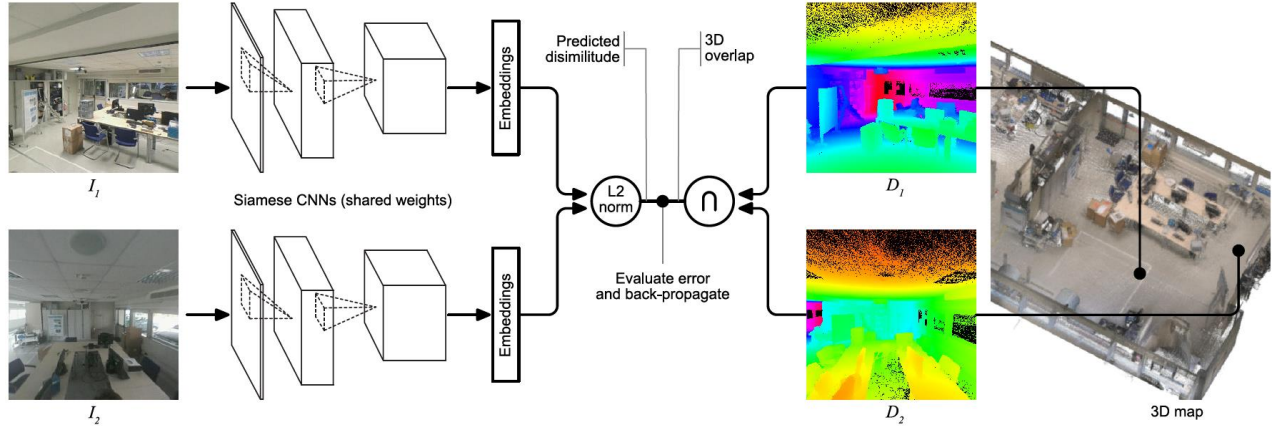 I1
Embeddings
Predicted
disimilitude
3D
overlap
D1
Siamese CNNs (shared weights)
L2
norm
∩
Evaluate error
and back-propagate
I2
Embeddings
D2
3D map